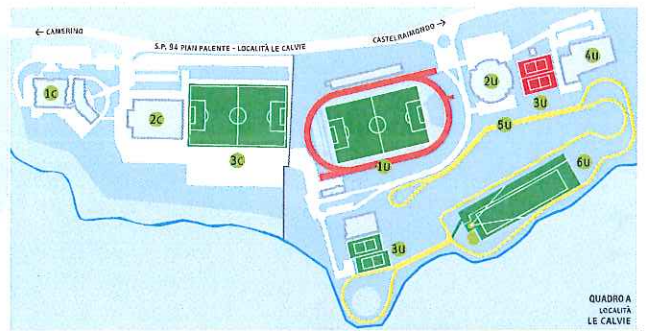 ← CAMERINO
CASTELRAIMONDO →
S.P. 94 PIAN PALENTE - LOCALITÀ LE CALVIE
1C
2C
3C
1U
2U
3U
4U
5U
6U
3U
QUADRO A
LOCALITÀ
LE CALVIE